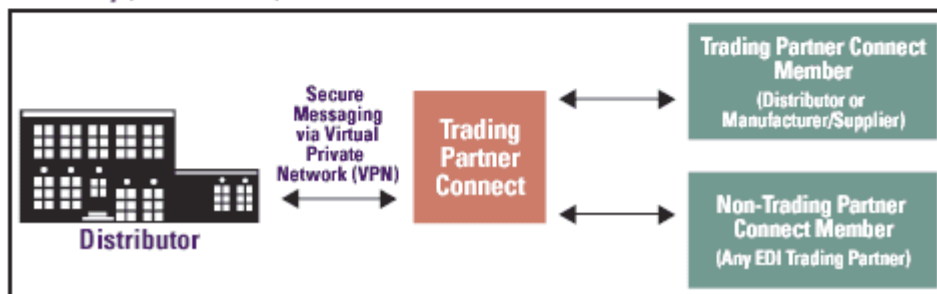 Secure
Messaging
via Virtual
Private
Network (VPN)
Distributor
Trading
Partner
Connect
Trading Partner Connect
Member
(Distributor or
Manufacturer/Supplier)
Non-Trading Partner
Connect Member
(Any EDI Trading Partner)